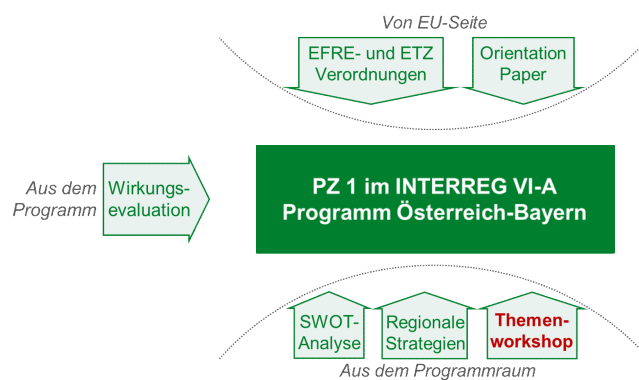 Von EU-Seite
EFRE- und ETZ
Verordnungen
Orientation
Paper
Aus dem
Programm
Wirkungs-
evaluation
PZ 1 im INTERREG VI-A
Programm Österreich-Bayern
SWOT-
Analyse
Regionale
Strategien
Themen-
workshop
Aus dem Programmraum